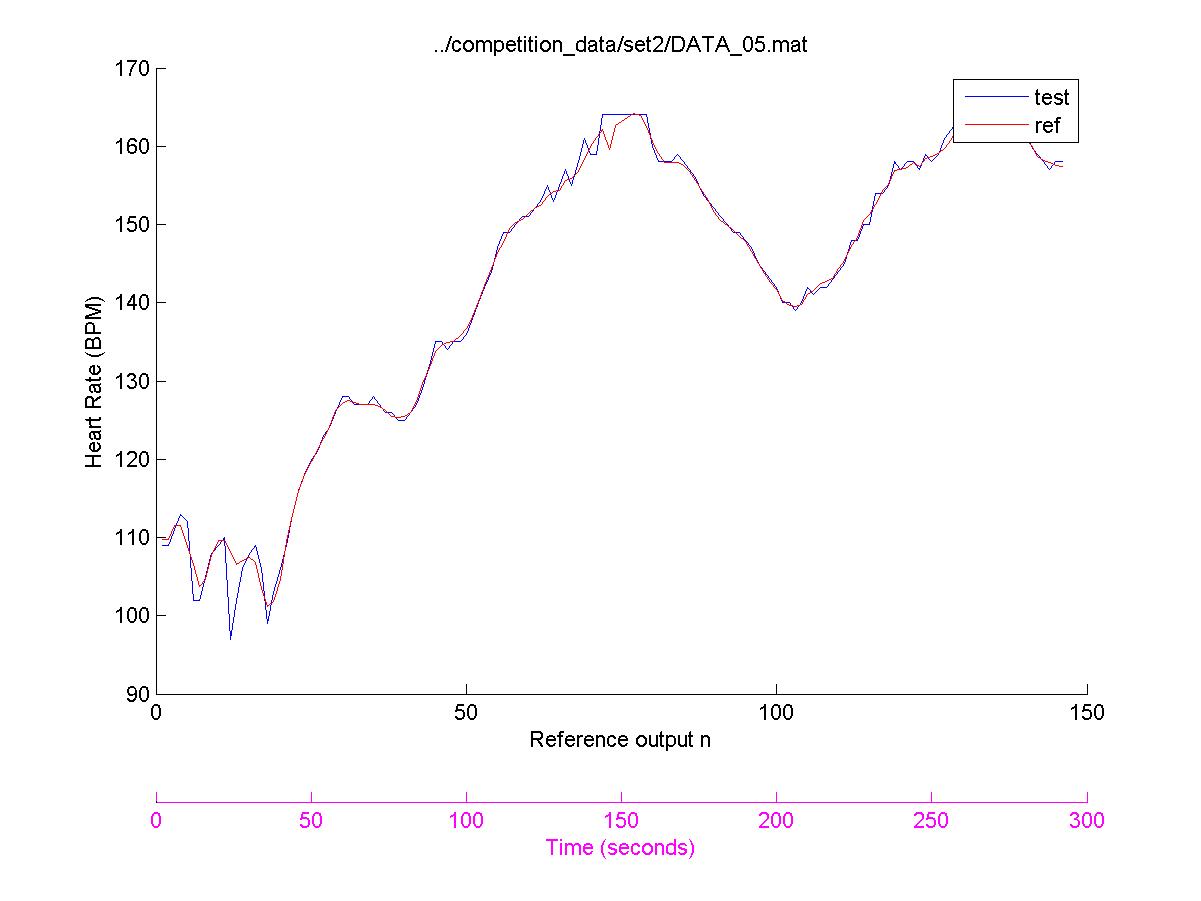 ../competition_data/set2/DATA_05.mat
170
160
150
140
130
120
110
100
90
Heart Rate (BPM)
test
ref
0 50 100 150
Reference output n
0 50 100 150 200 250 300
Time (seconds)